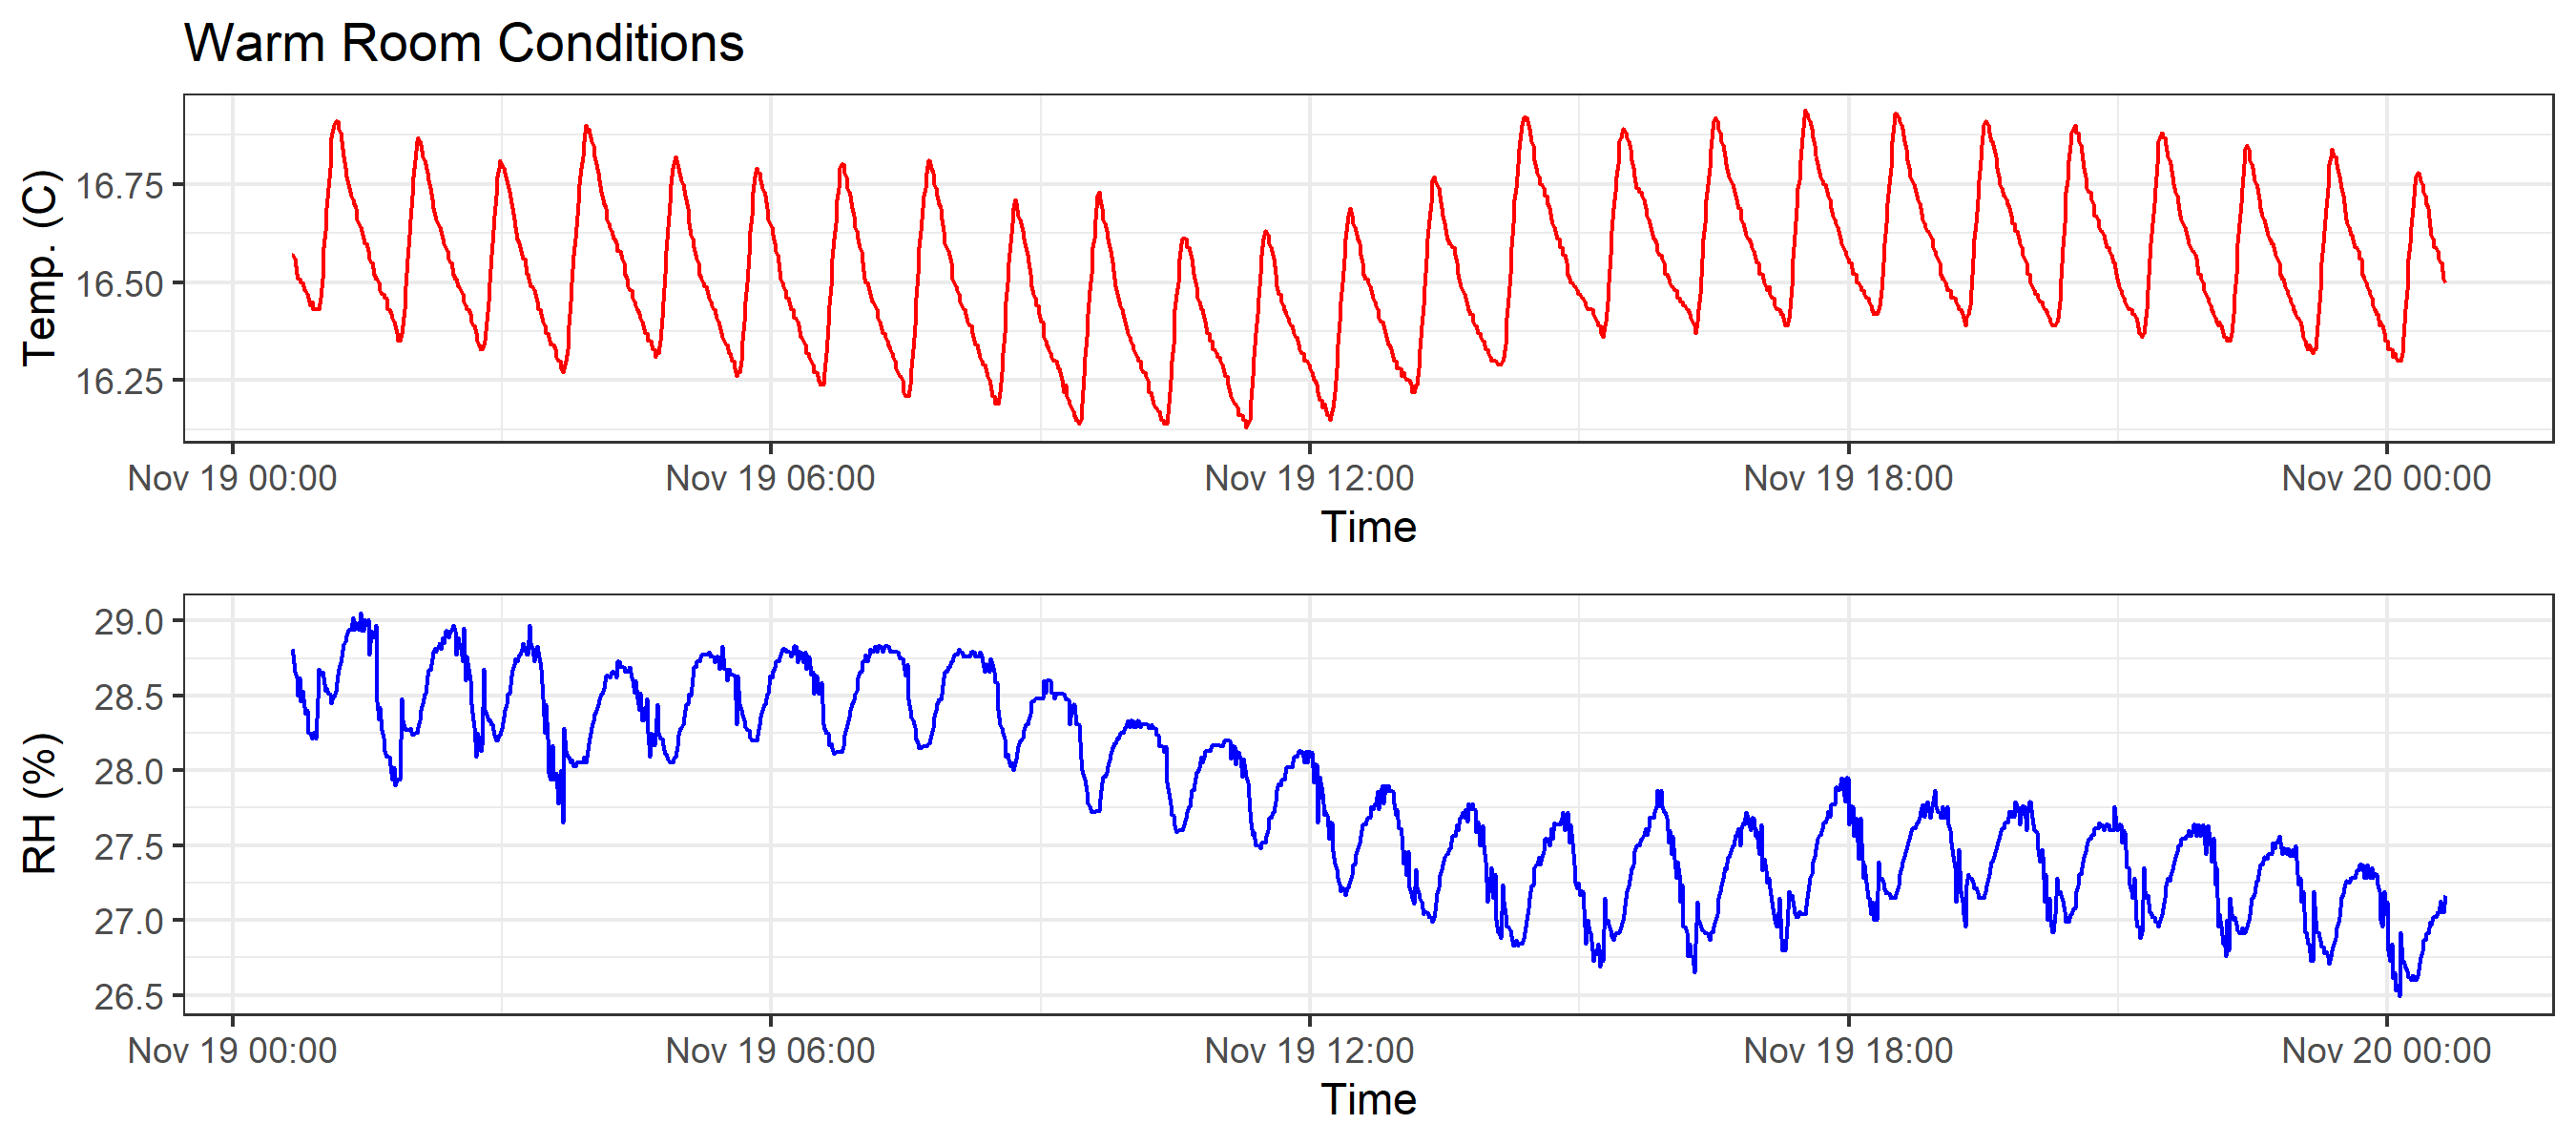 Warm Room Conditions
Temp. (C)
16.75
16.50
16.25
Nov 19 00:00 Nov 19 06:00 Nov 19 12:00 Nov 19 18:00 Nov 20 00:00
Time
RH (%)
29.0
28.5
28.0
27.5
27.0
26.5
Nov 19 00:00 Nov 19 06:00 Nov 19 12:00 Nov 19 18:00 Nov 20 00:00
Time